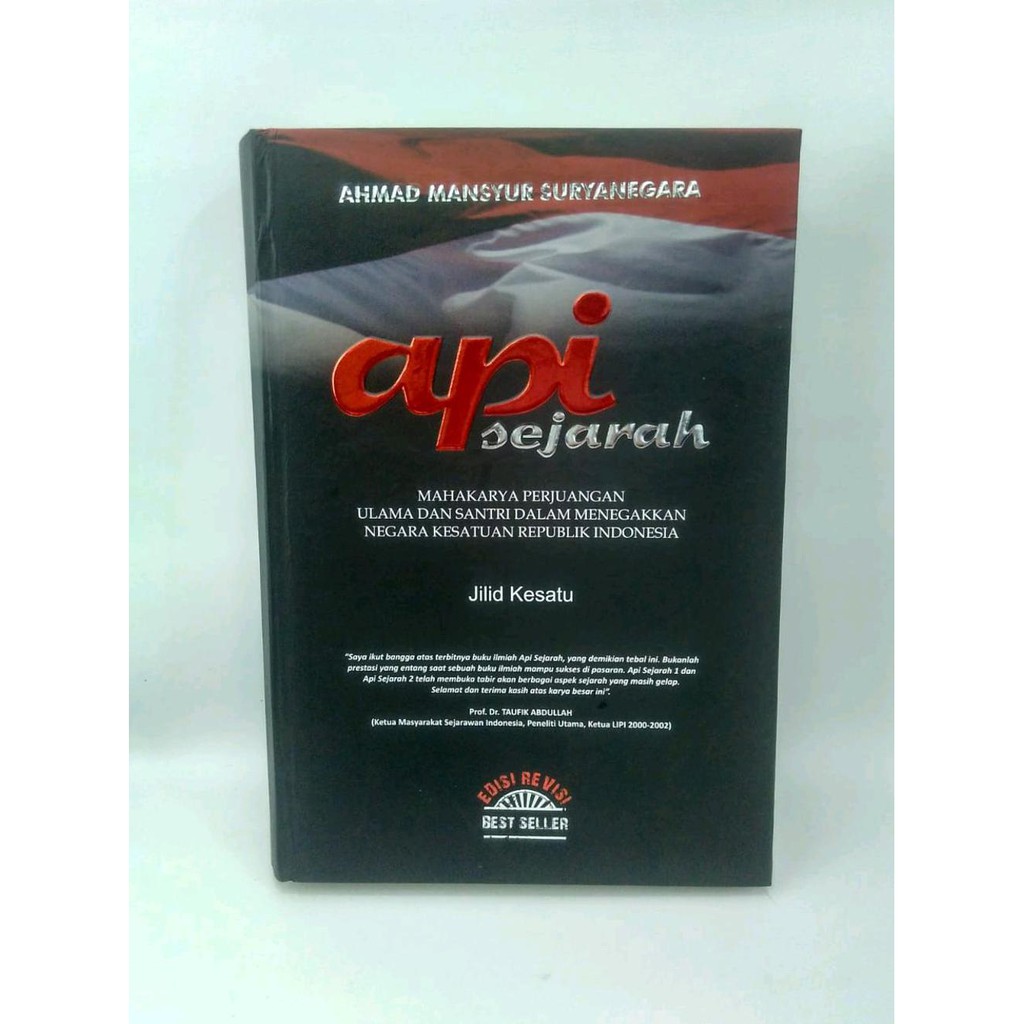 AHMAD MANSYUR SURYANEGARA
api
sejarah
MAHAKARYA PERJUANGAN
ULAMA DAN SANTRI DALAM MENEGAKKAN
NEGARA KESATUAN REPUBLIK INDONESIA
Jilid Kesatu
"Saya ikut bangga atas terbitnya buku ilmiah Api Sejarah, yang demikian tebal ini. Bukanlah
prestasi yang entang saat sebuah buku ilmiah mampu sukses di pasaran. Api Sejarah 1 dan
Api Sejarah 2 telah membuka tabir akan berbagai aspek sejarah yang masih gelap.
Selamat dan terima kasih atas karya besar ini".
Prof. Dr. TAUFIK ABDULLAH
(Ketua Masyarakat Sejarawan Indonesia, Peneliti Utama, Ketua LIPI 2000-2002)
EDISI REVISI
BEST SELLER